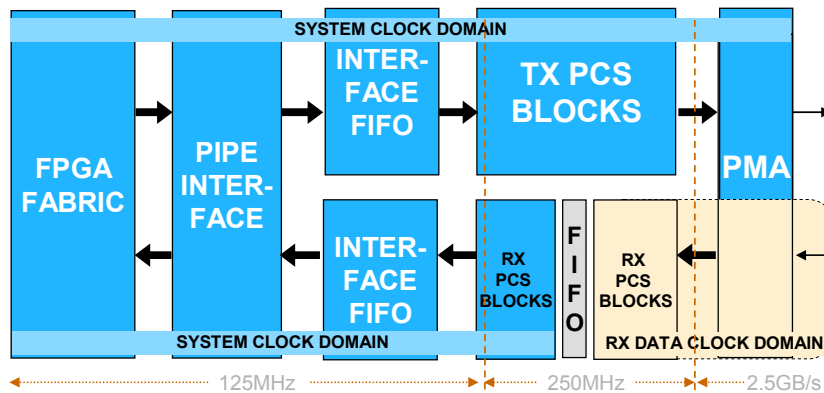 SYSTEM CLOCK DOMAIN
FPGA
FABRIC
PIPE
INTER-
FACE
INTER-
FACE
FIFO
TX PCS
BLOCKS
PMA
INTER-
FACE
FIFO
RX
PCS
BLOCKS
F
I
F
O
RX
PCS
BLOCKS
SYSTEM CLOCK DOMAIN
RX DATA CLOCK DOMAIN
125MHz
250MHz
2.5GB/s